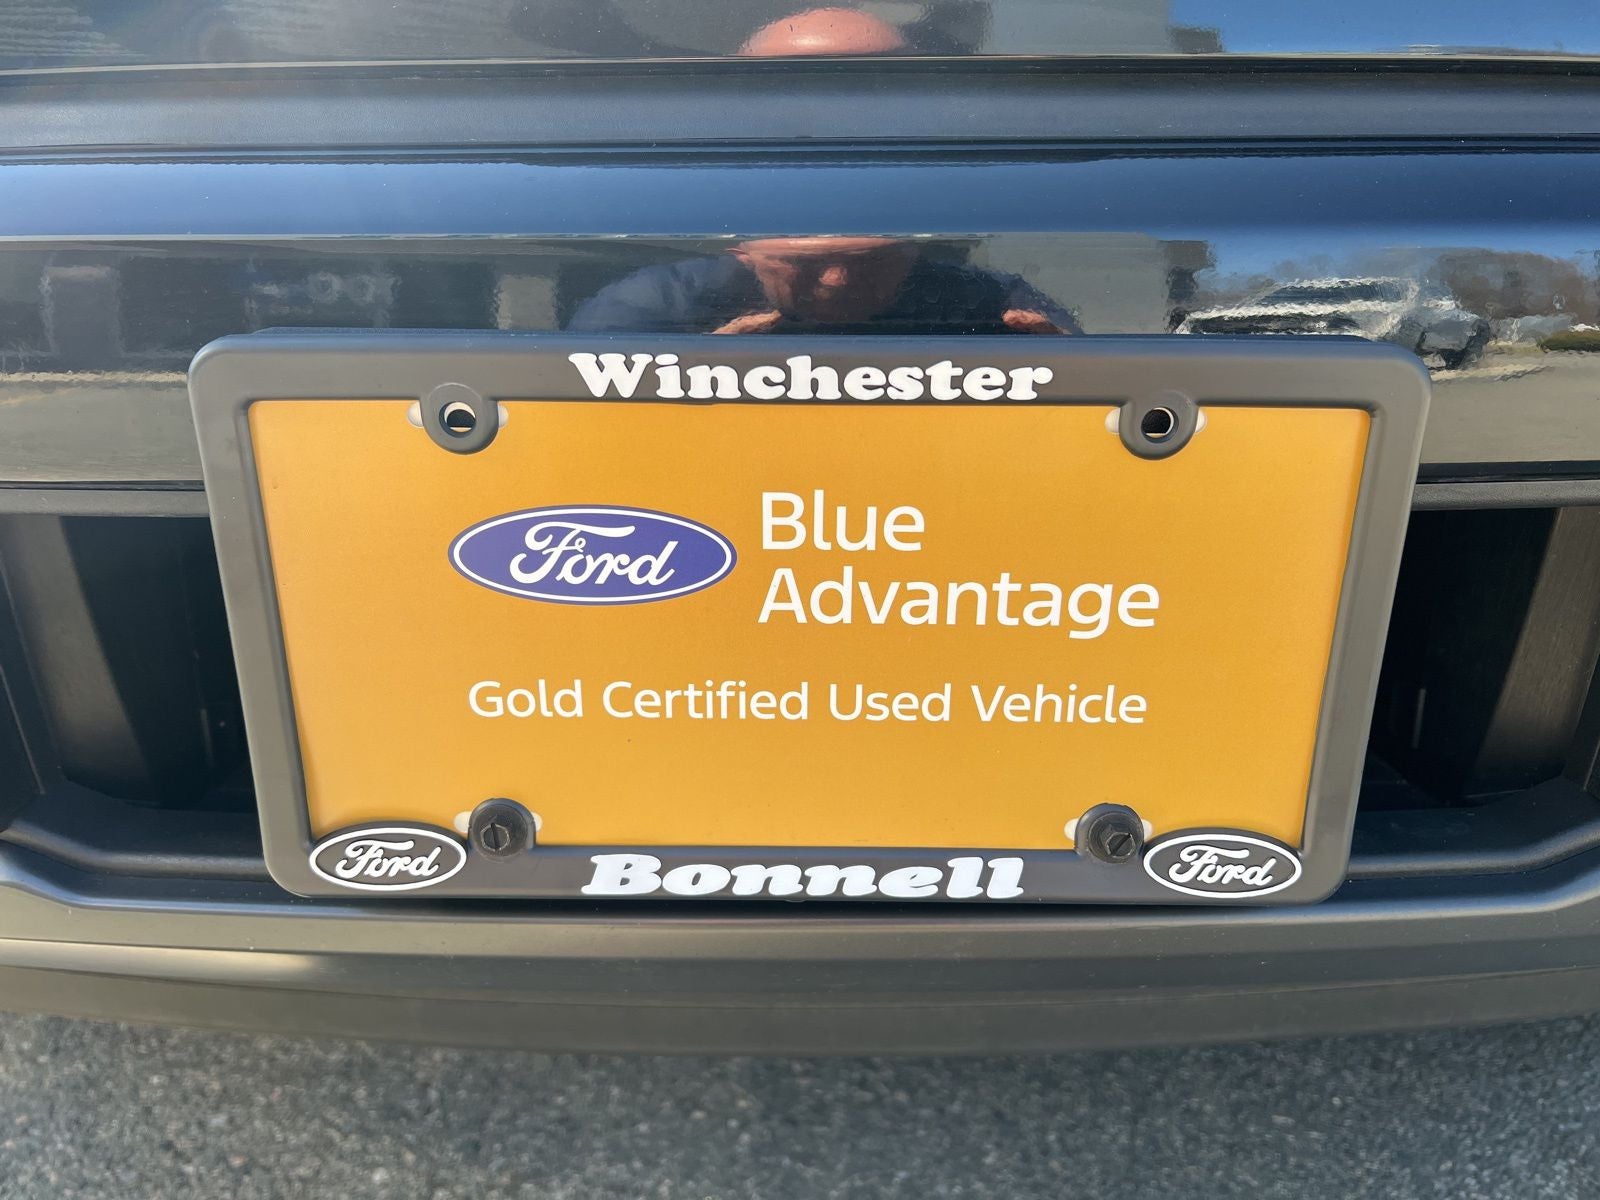 Winchester
Ford
Blue
Advantage
Gold Certified Used Vehicle
Ford
Bonnell
Ford